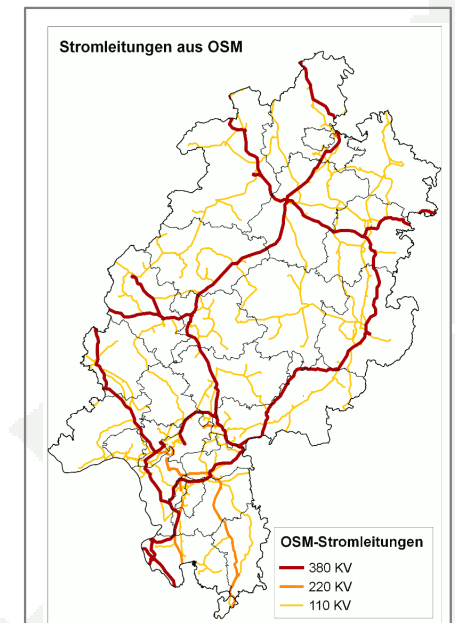 Stromleitungen aus OSM
OSM-Stromleitungen
380 KV
220 KV
110 KV